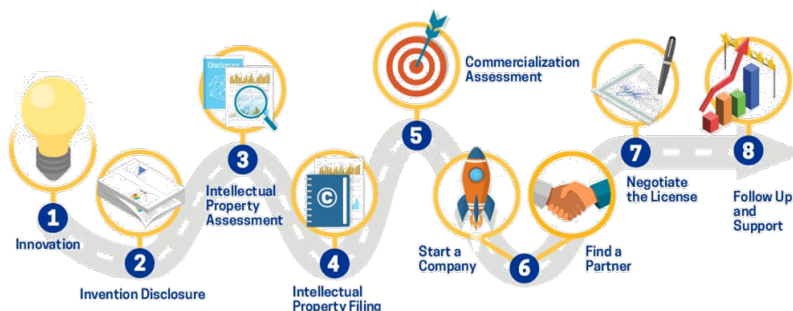 1
Innovation
2
Invention Disclosure
Disclosure
3
Intellectual
Property
Assessment
©
4
Intellectual
Property Filing
5
Commercialization
Assessment
Start a
Company
6
Find a
Partner
7
Negotiate
the License
8
Follow Up
and
Support